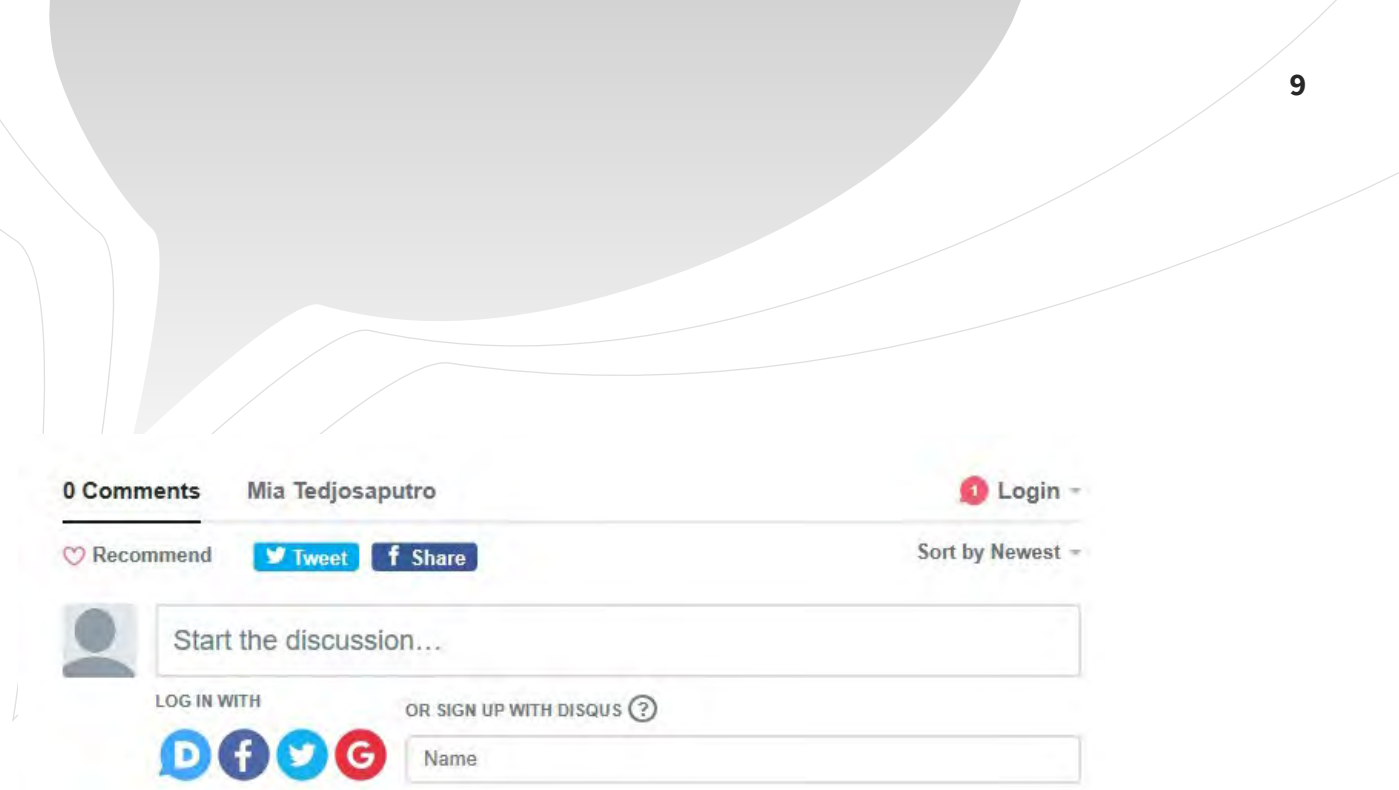 9
0 Comments Mia Tedjosaputro 1 Login
Recommend Tweet f Share Sort by Newest
Start the discussion…
LOG IN WITH
OR SIGN UP WITH DISQUS ?
D f G Name